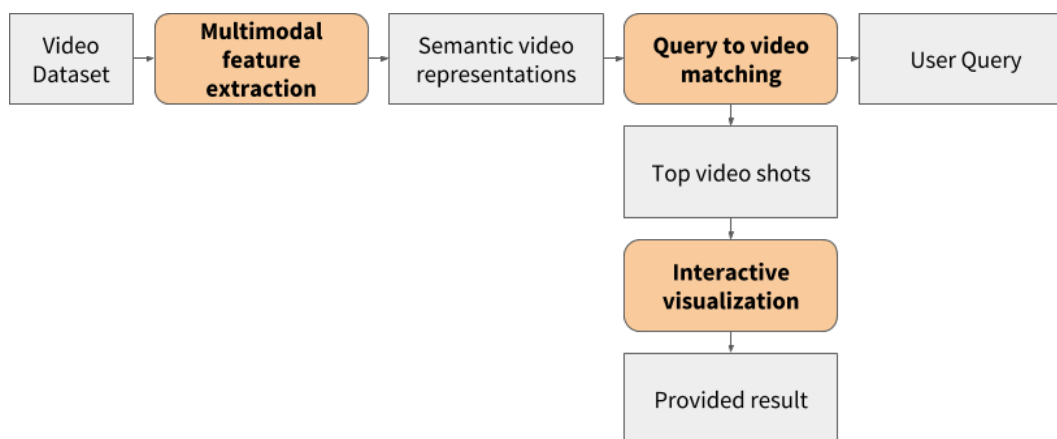 Video
Dataset
Multimodal
feature
extraction
Semantic video
representations
Query to video
matching
User Query
Top video shots
Interactive
visualization
Provided result